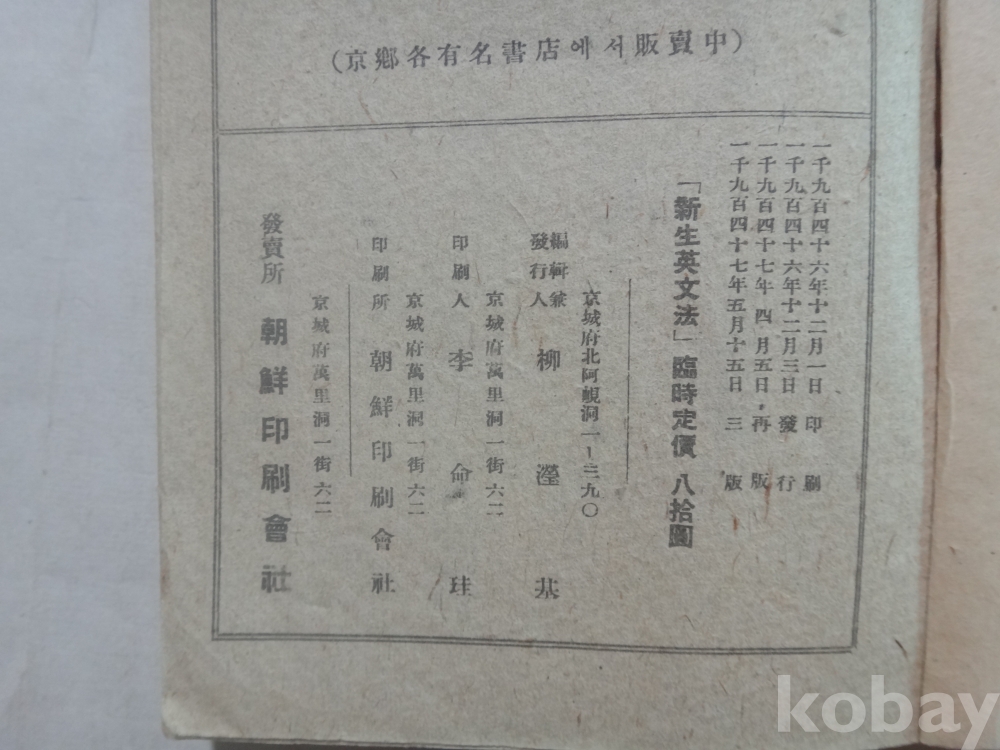 (京鄕各有名書店에서販賣中)
一千九百四十六年十二月一日 印刷
一千九百四十六年十二月三日 發行
一千九百四十七年四月五日,再版
一千九百四十七年五月十五日 三版
「新生英文法」臨時定價 八拾圓
京城府北阿峴洞一ー三九〇
編輯兼發行人 柳瀅基
京城府萬里洞一街六二
印刷人 李命珪
京城府萬里洞一街六二
印刷所 朝鮮印刷會社
京城府萬里洞一街六二
發賣所 朝鮮印刷會社
kobay